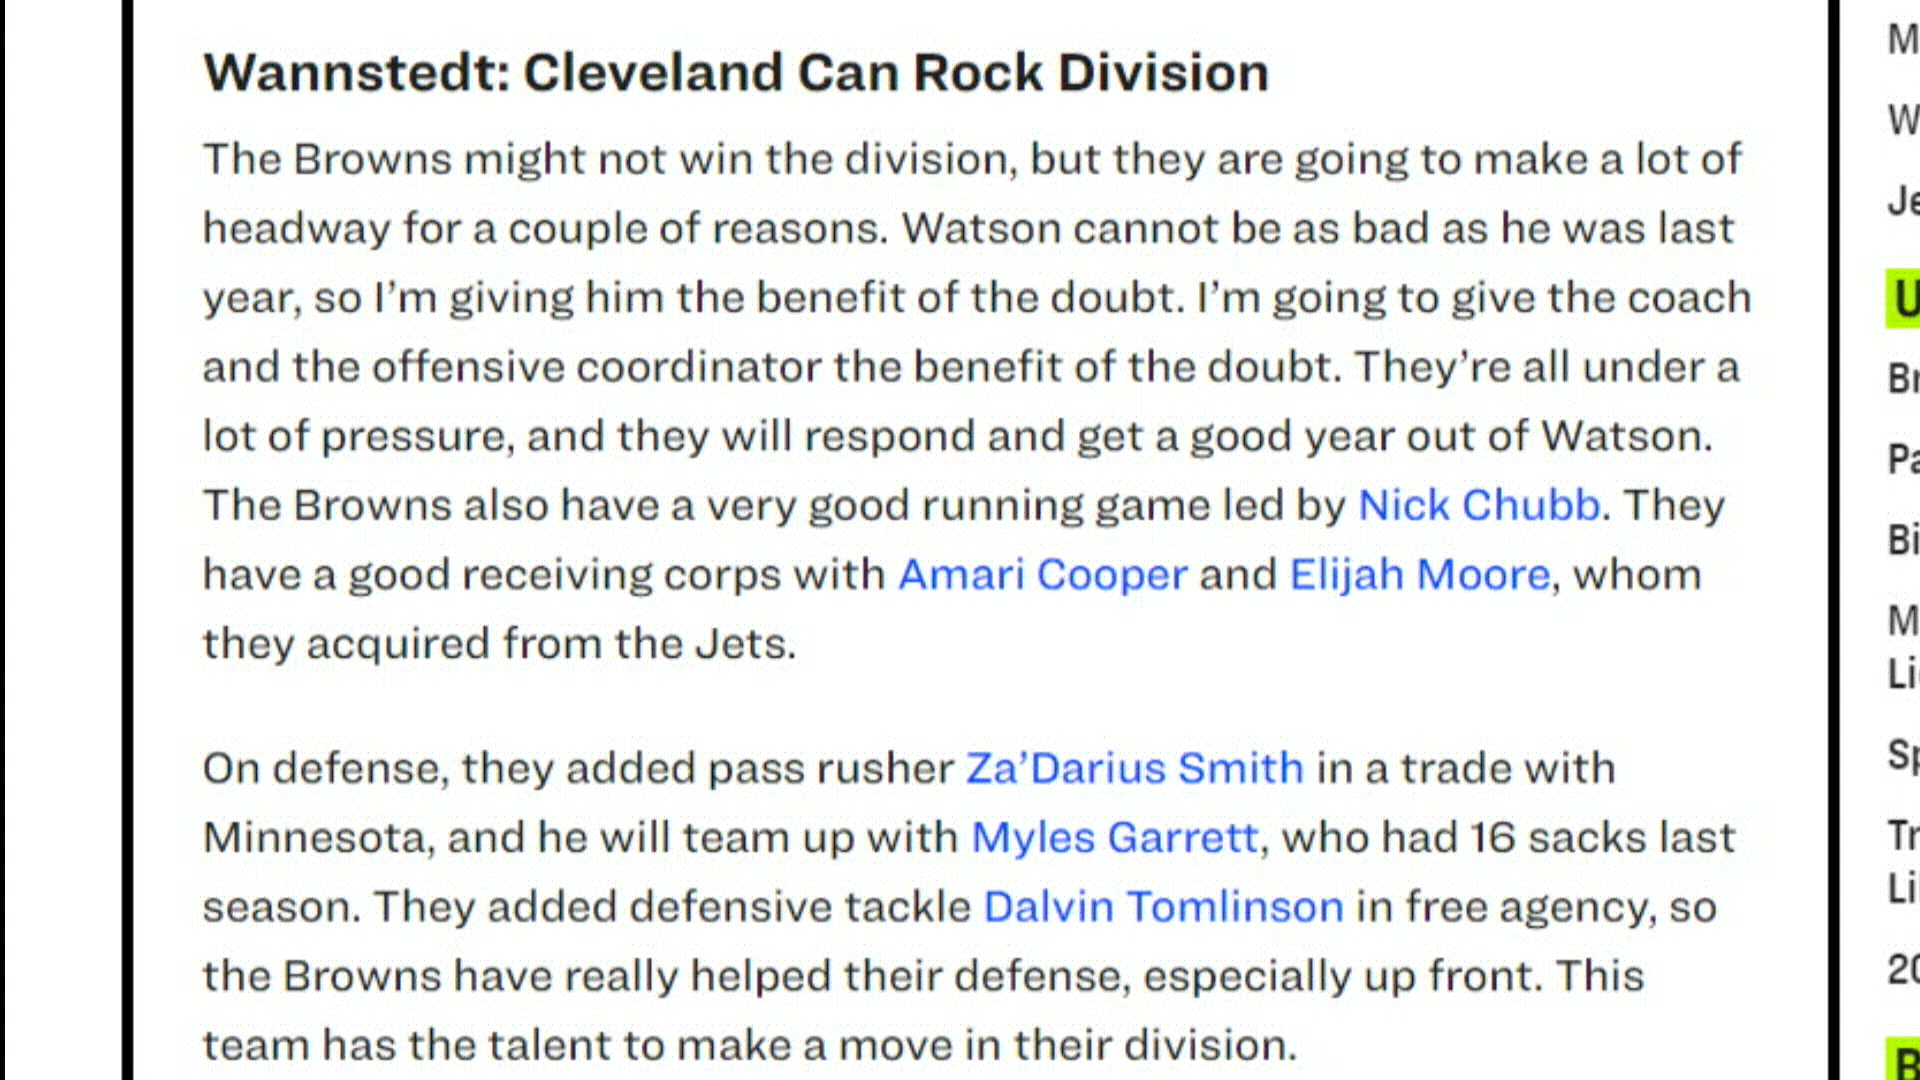 Wannstedt: Cleveland Can Rock Division
The Browns might not win the division, but they are going to make a lot of
headway for a couple of reasons. Watson cannot be as bad as he was last
year, so I’m giving him the benefit of the doubt. I’m going to give the coach
and the offensive coordinator the benefit of the doubt. They’re all under a
lot of pressure, and they will respond and get a good year out of Watson.
The Browns also have a very good running game led by Nick Chubb. They
have a good receiving corps with Amari Cooper and Elijah Moore, whom
they acquired from the Jets.
On defense, they added pass rusher Za’Darius Smith in a trade with
Minnesota, and he will team up with Myles Garrett, who had 16 sacks last
season. They added defensive tackle Dalvin Tomlinson in free agency, so
the Browns have really helped their defense, especially up front. This
team has the talent to make a move in their division.